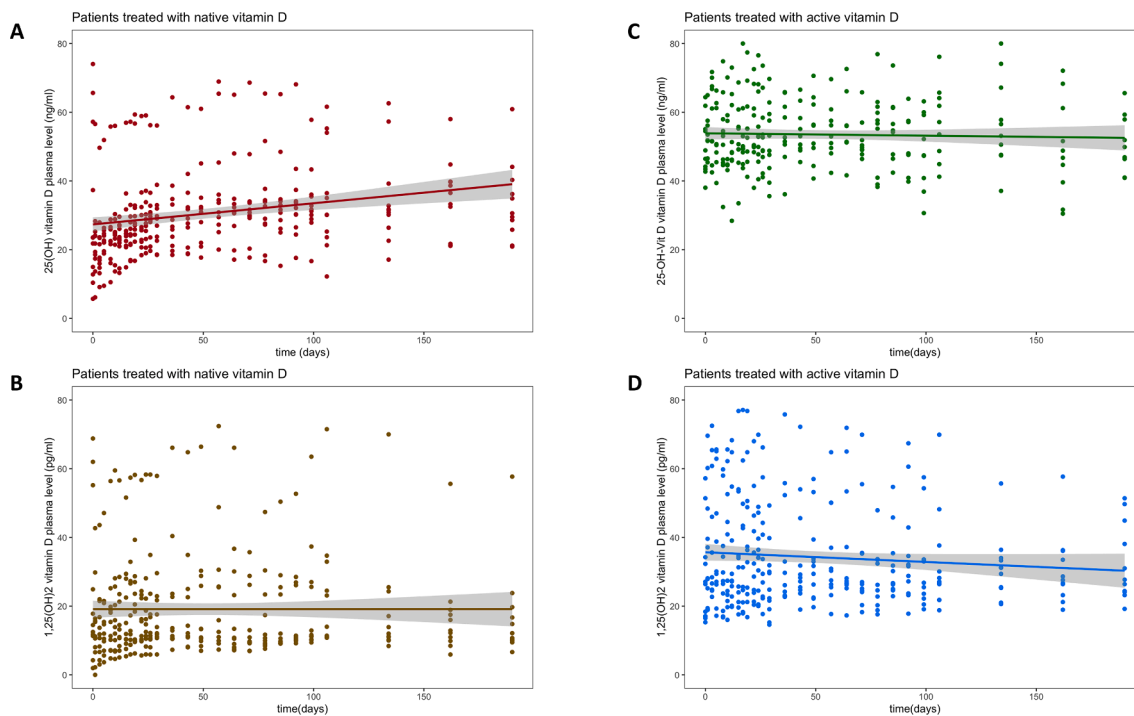 A
Patients treated with native vitamin D
25(OH) vitamin D plasma level (ng/ml)
80
60
40
20
0
0 50 100 150
time (days)
B
Patients treated with native vitamin D
1,25(OH)2 vitamin D plasma level (pg/ml)
80
60
40
20
0
0 50 100 150
time(days)
C
Patients treated with active vitamin D
25-OH-Vit D vitamin D plasma level (ng/ml)
80
60
40
20
0
0 50 100 150
time(days)
D
Patients treated with active vitamin D
1,25(OH)2 vitamin D plasma level (pg/ml)
80
60
40
20
0
0 50 100 150
time(days)